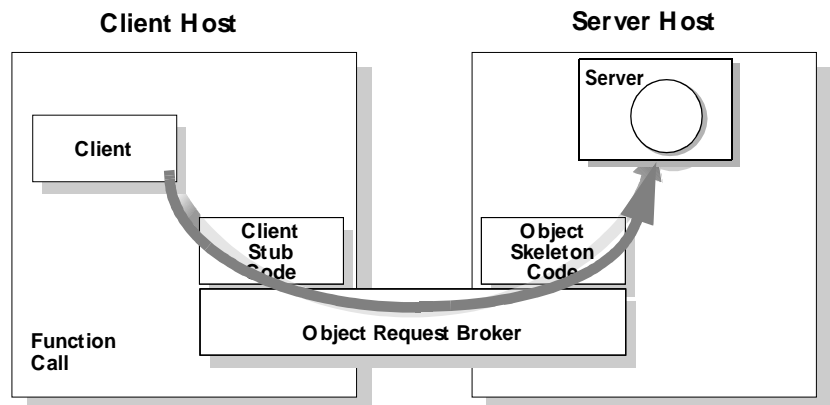 Client Host
Server Host
Server
Client
Client
Stub
Code
Object
Skeleton
Code
Object Request Broker
Function
Call